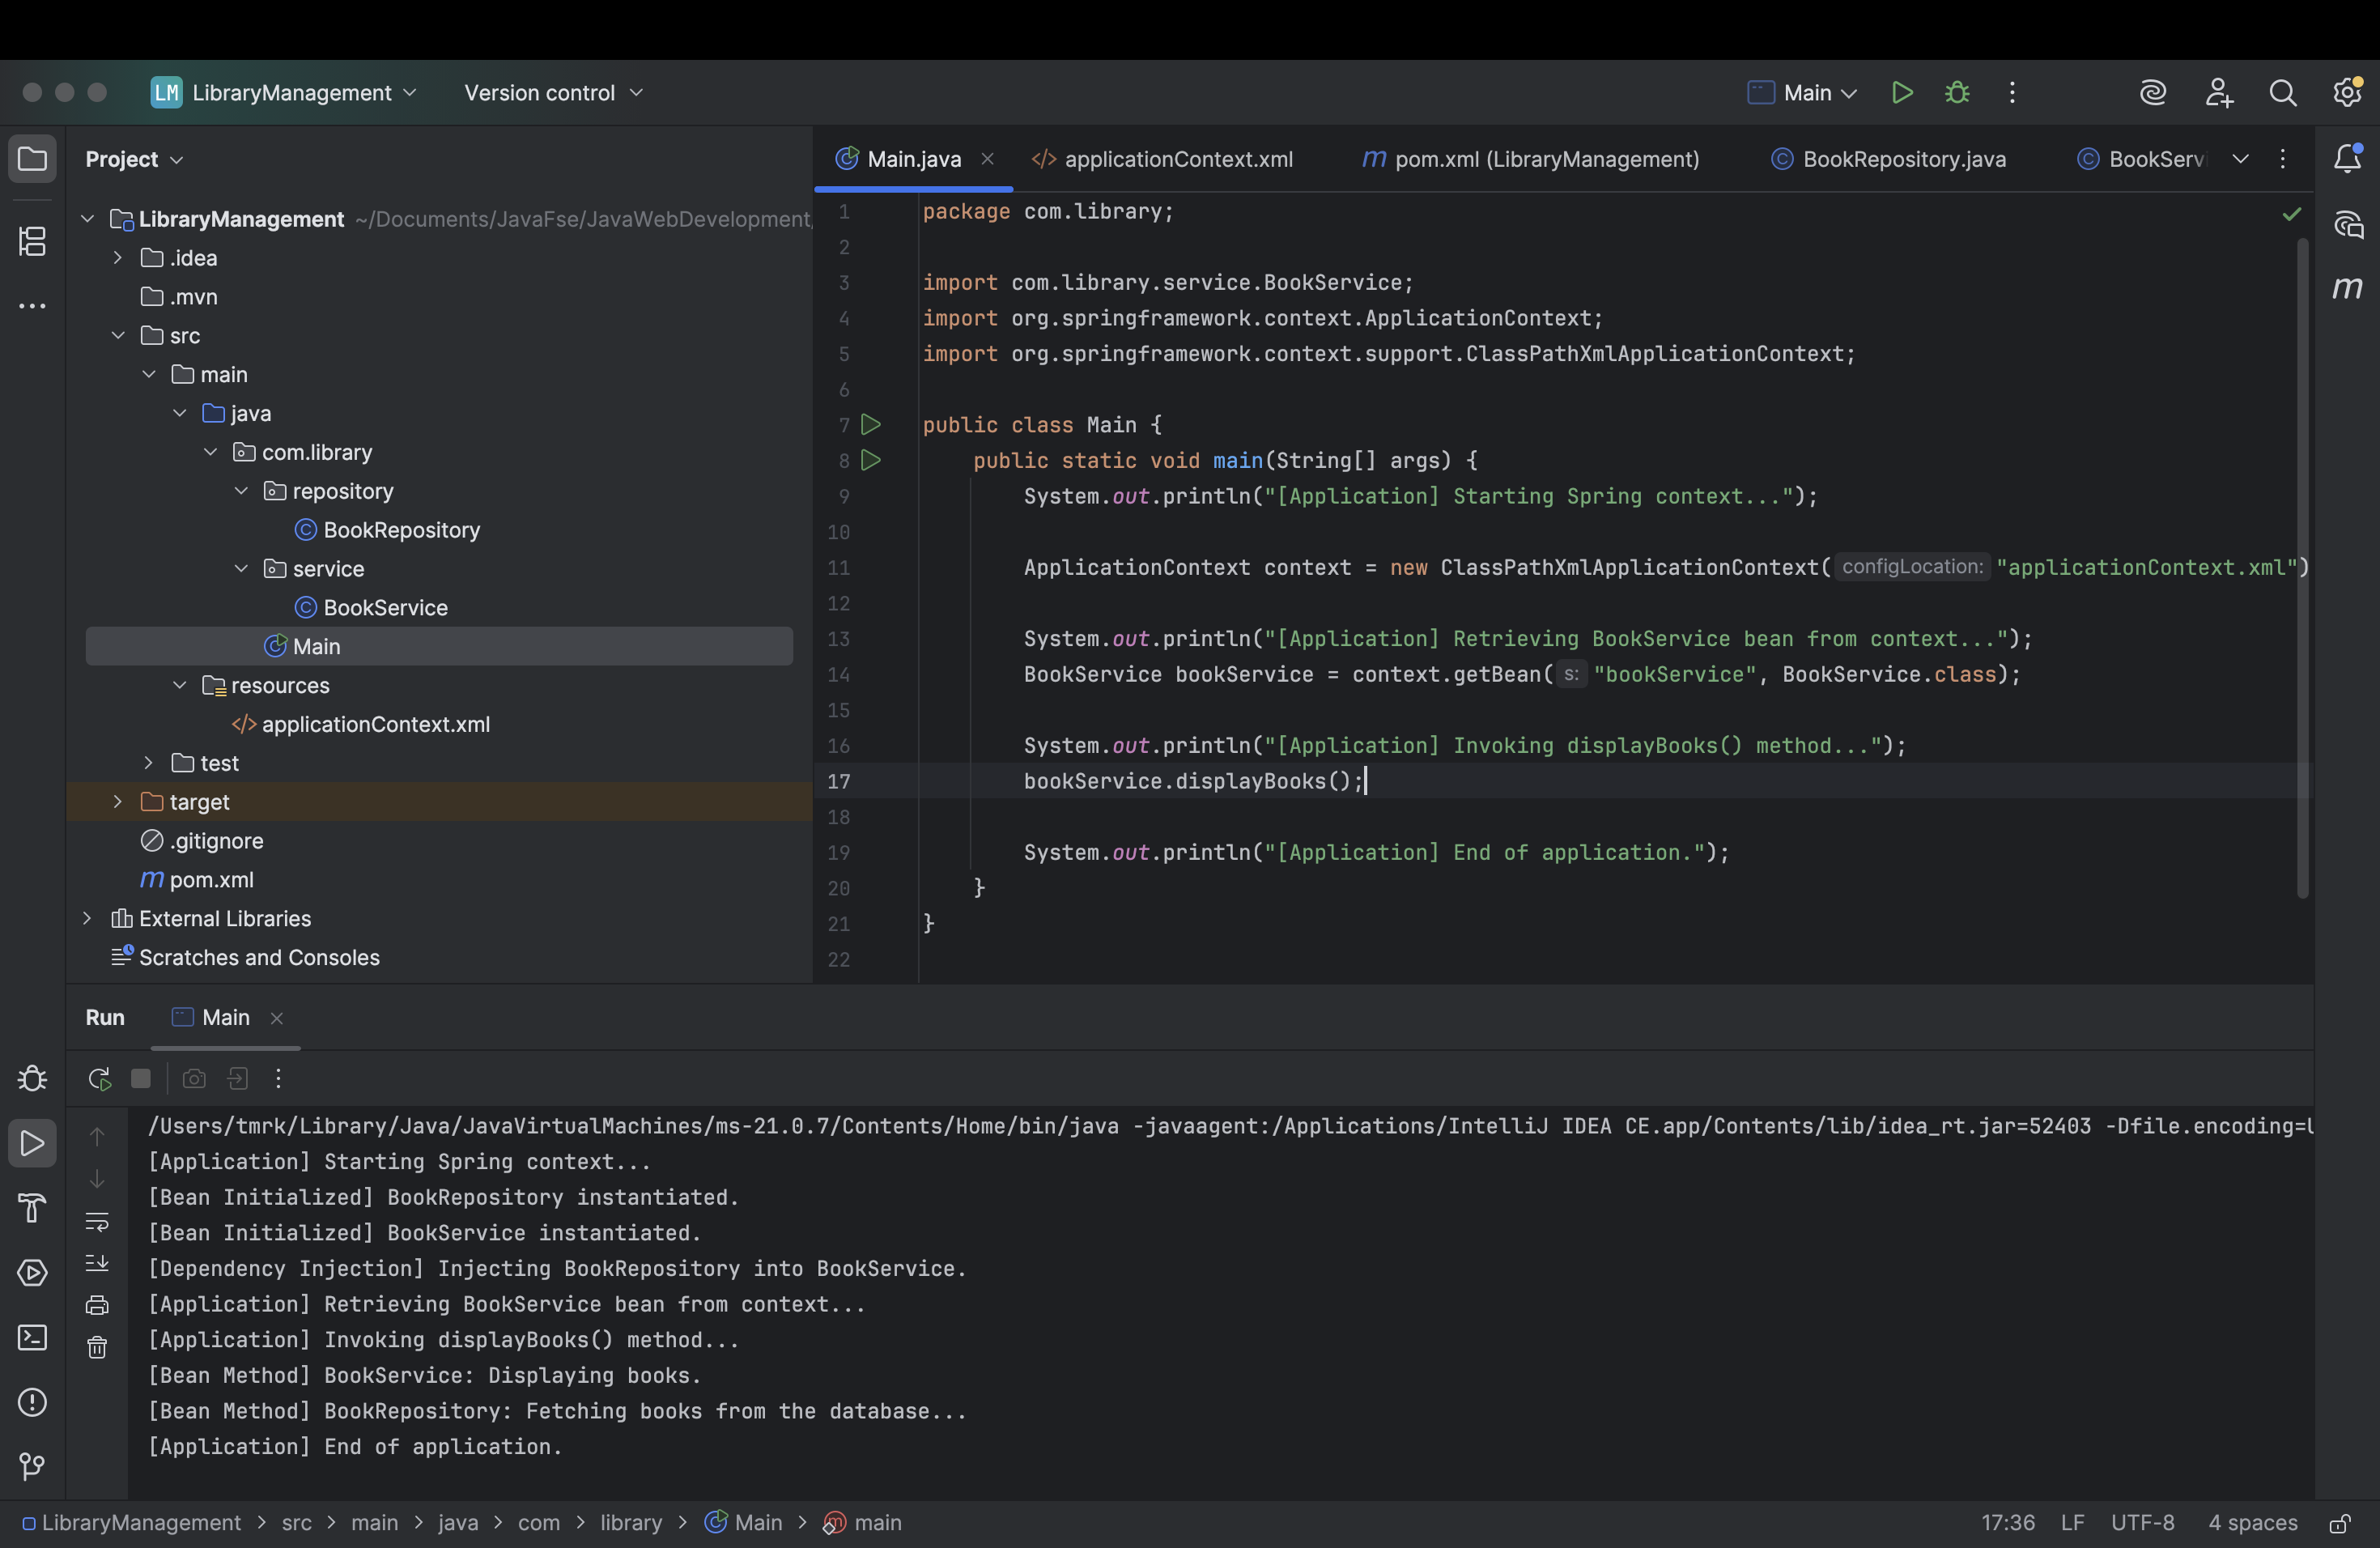 LM LibraryManagement Version control Main
Project
LibraryManagement ~/Documents/JavaFse/JavaWebDevelopment/
.idea
.mvn
src
main
java
com.library
repository
BookRepository
service
BookService
Main
resources
applicationContext.xml
test
target
.gitignore
m pom.xml
External Libraries
Scratches and Consoles
Main.java applicationContext.xml m pom.xml (LibraryManagement) BookRepository.java BookServ
1 package com.library;
2
3 import com.library.service.BookService;
4 import org.springframework.context.ApplicationContext;
5 import org.springframework.context.support.ClassPathXmlApplicationContext;
6
7 public class Main {
8 public static void main(String[] args) {
9 System.out.println("[Application] Starting Spring context...");
10
11 ApplicationContext context = new ClassPathXmlApplicationContext( configLocation: "applicationContext.xml")
12
13 System.out.println("[Application] Retrieving BookService bean from context...");
14 BookService bookService = context.getBean( s: "bookService", BookService.class);
15
16 System.out.println("[Application] Invoking displayBooks() method...");
17 bookService.displayBooks();
18
19 System.out.println("[Application] End of application.");
20 }
21 }
22
m
Run Main
/Users/tmrk/Library/Java/JavaVirtualMachines/ms-21.0.7/Contents/Home/bin/java -javaagent:/Applications/IntelliJ IDEA CE.app/Contents/lib/idea_rt.jar=52403 -Dfile.encoding=U
[Application] Starting Spring context...
[Bean Initialized] BookRepository instantiated.
[Bean Initialized] BookService instantiated.
[Dependency Injection] Injecting BookRepository into BookService.
[Application] Retrieving BookService bean from context...
[Application] Invoking displayBooks() method...
[Bean Method] BookService: Displaying books.
[Bean Method] BookRepository: Fetching books from the database...
[Application] End of application.
LibraryManagement > src > main > java > com > library > Main > main 17:36 LF UTF-8 4 spaces